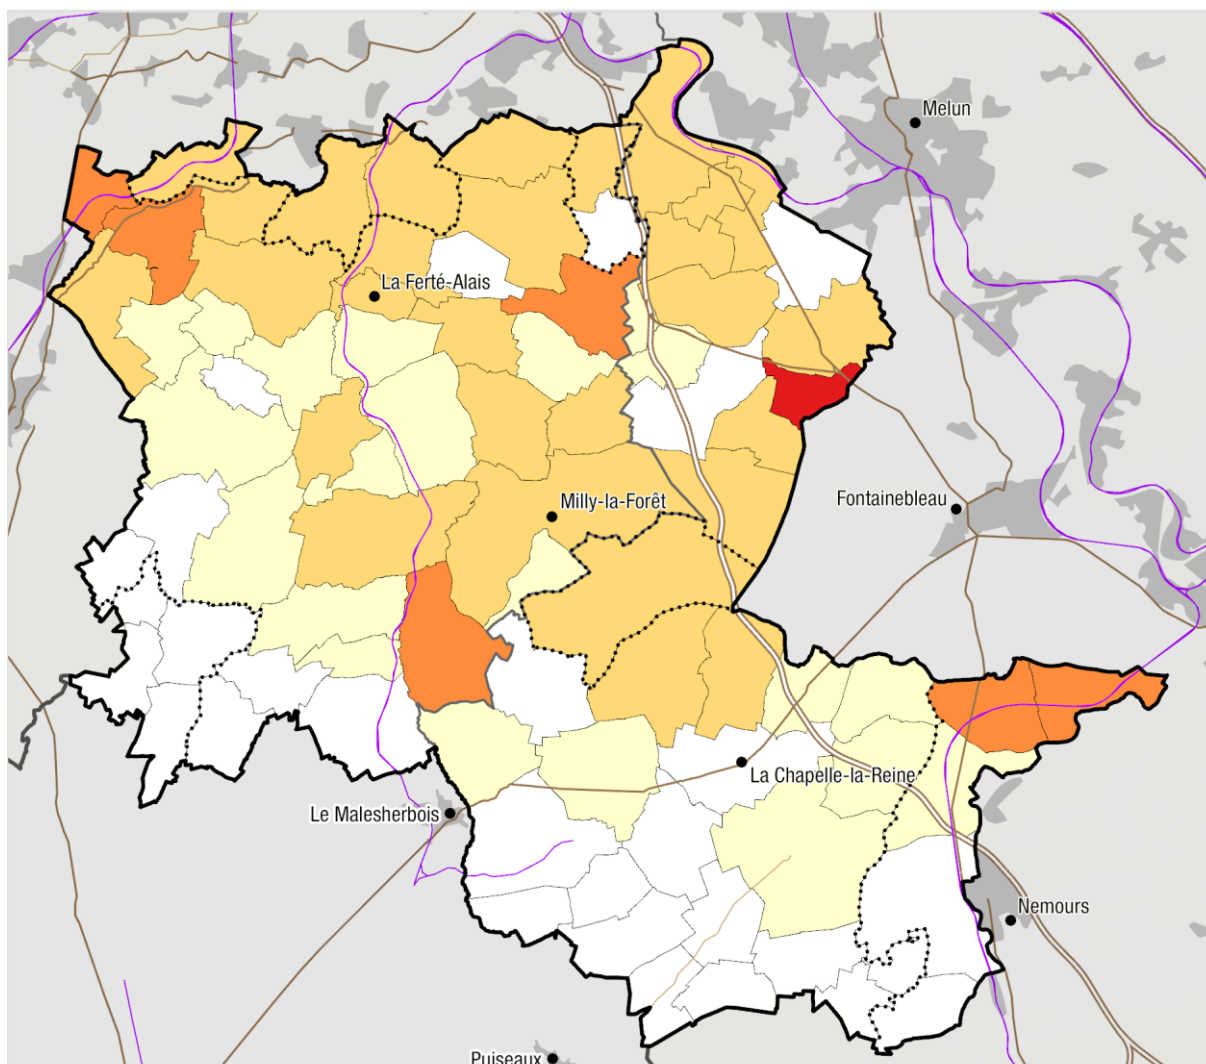 Melun
La Ferté-Alais
Fontainebleau
Milly-la-Forêt
La Chapelle-la-Reine
Le Malesherbois
Nemours
Puiseaux